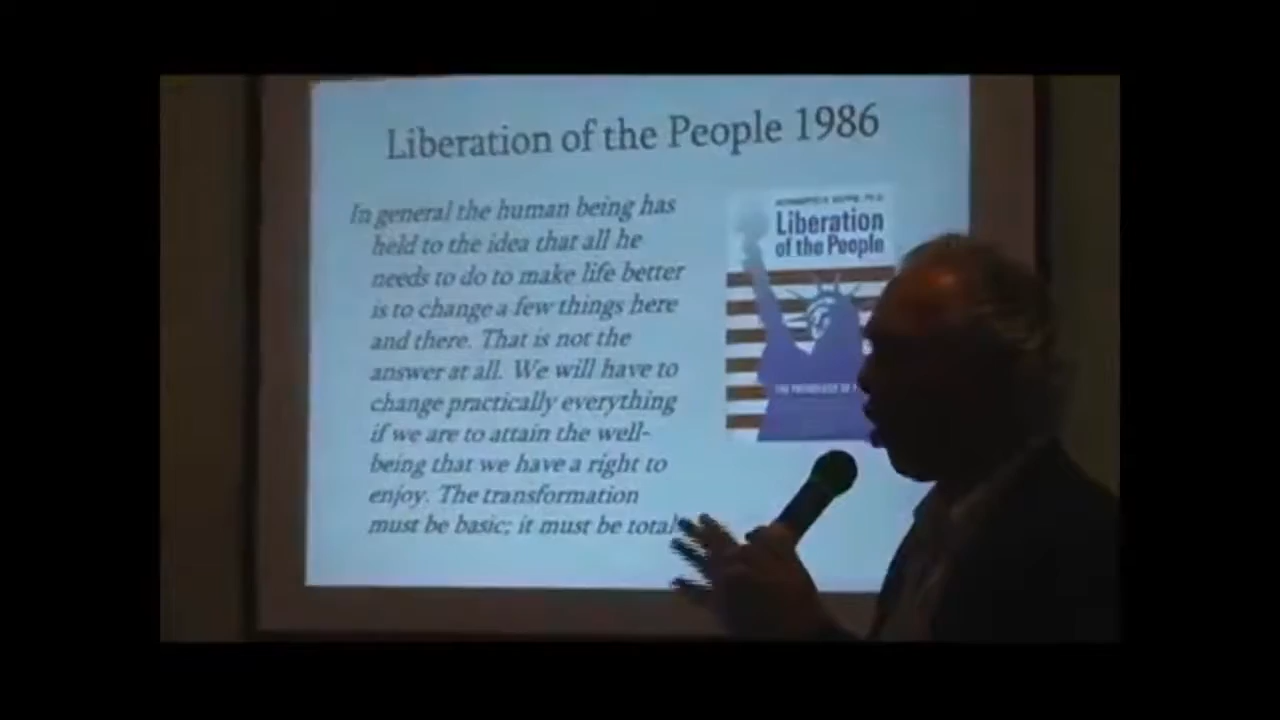 Liberation of the People 1986
In general the human being has
held to the idea that all he
needs to do to make life better
is to change a few things here
and there. That is not the
answer at all. We will have to
change practically everything
if we are to attain the well-
being that we have a right to
enjoy. The transformation
must be basic; it must be total
Liberation
of the People